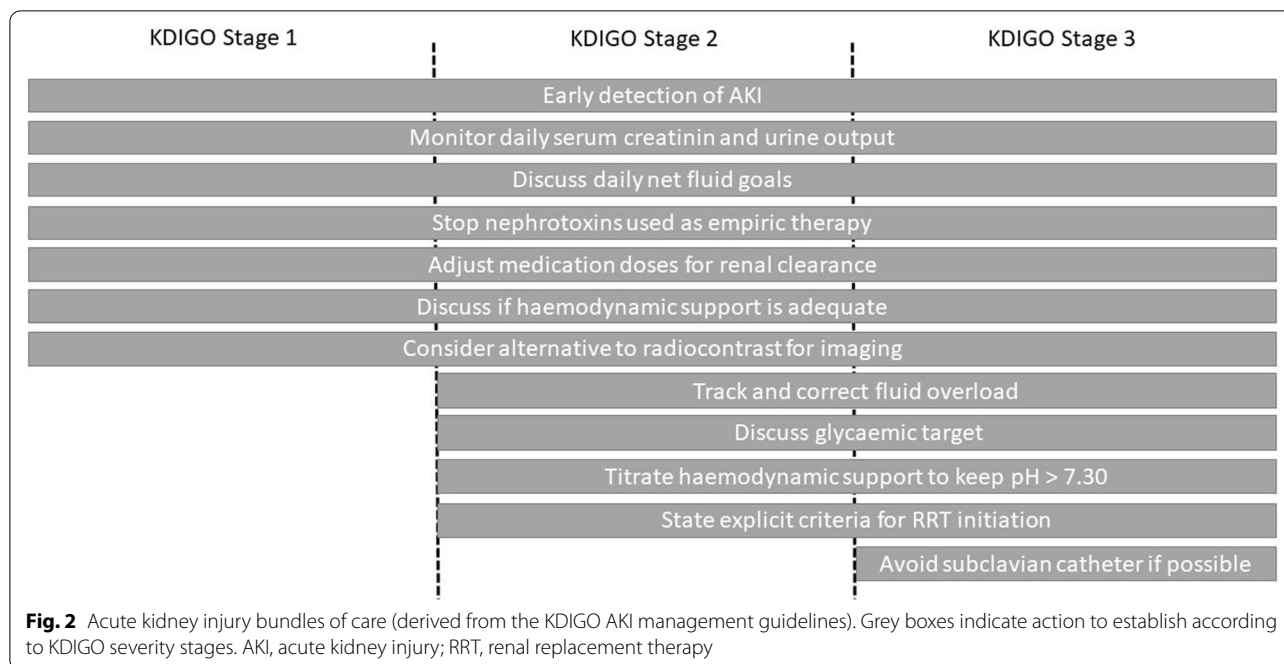 KDIGO Stage 1 KDIGO Stage 2 KDIGO Stage 3
Early detection of AKI
Monitor daily serum creatinin and urine output
Discuss daily net fluid goals
Stop nephrotoxins used as empiric therapy
Adjust medication doses for renal clearance
Discuss if haemodynamic support is adequate
Consider alternative to radiocontrast for imaging
Track and correct fluid overload
Discuss glycaemic target
Titrate haemodynamic support to keep pH > 7.30
State explicit criteria for RRT initiation
Avoid subclavian catheter if possible
Fig. 2 Acute kidney injury bundles of care (derived from the KDIGO AKI management guidelines). Grey boxes indicate action to establish according
to KDIGO severity stages. AKI, acute kidney injury; RRT, renal replacement therapy